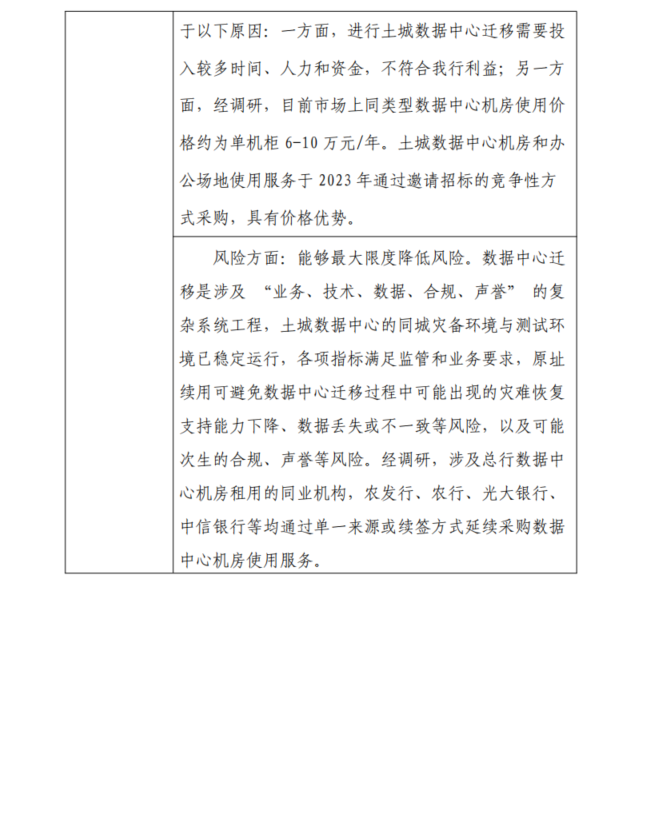 于以下原因：一方面，进行土城数据中心迁移需要投
入较多时间、人力和资金，不符合我行利益；另一方
面，经调研，目前市场上同类型数据中心机房使用价
格约为单机柜 6-10 万元/年。土城数据中心机房和办
公场地使用服务于 2023 年通过邀请招标的竞争性方
式采购，具有价格优势。
风险方面：能够最大限度降低风险。数据中心迁
移是涉及 “业务、技术、数据、合规、声誉” 的复
杂系统工程，土城数据中心的同城灾备环境与测试环
境已稳定运行，各项指标满足监管和业务要求，原址
续用可避免数据中心迁移过程中可能出现的灾难恢复
支持能力下降、数据丢失或不一致等风险，以及可能
次生的合规、声誉等风险。经调研，涉及总行数据中
心机房租用的同业机构，农发行、农行、光大银行、
中信银行等均通过单一来源或续签方式延续采购数据
中心机房使用服务。